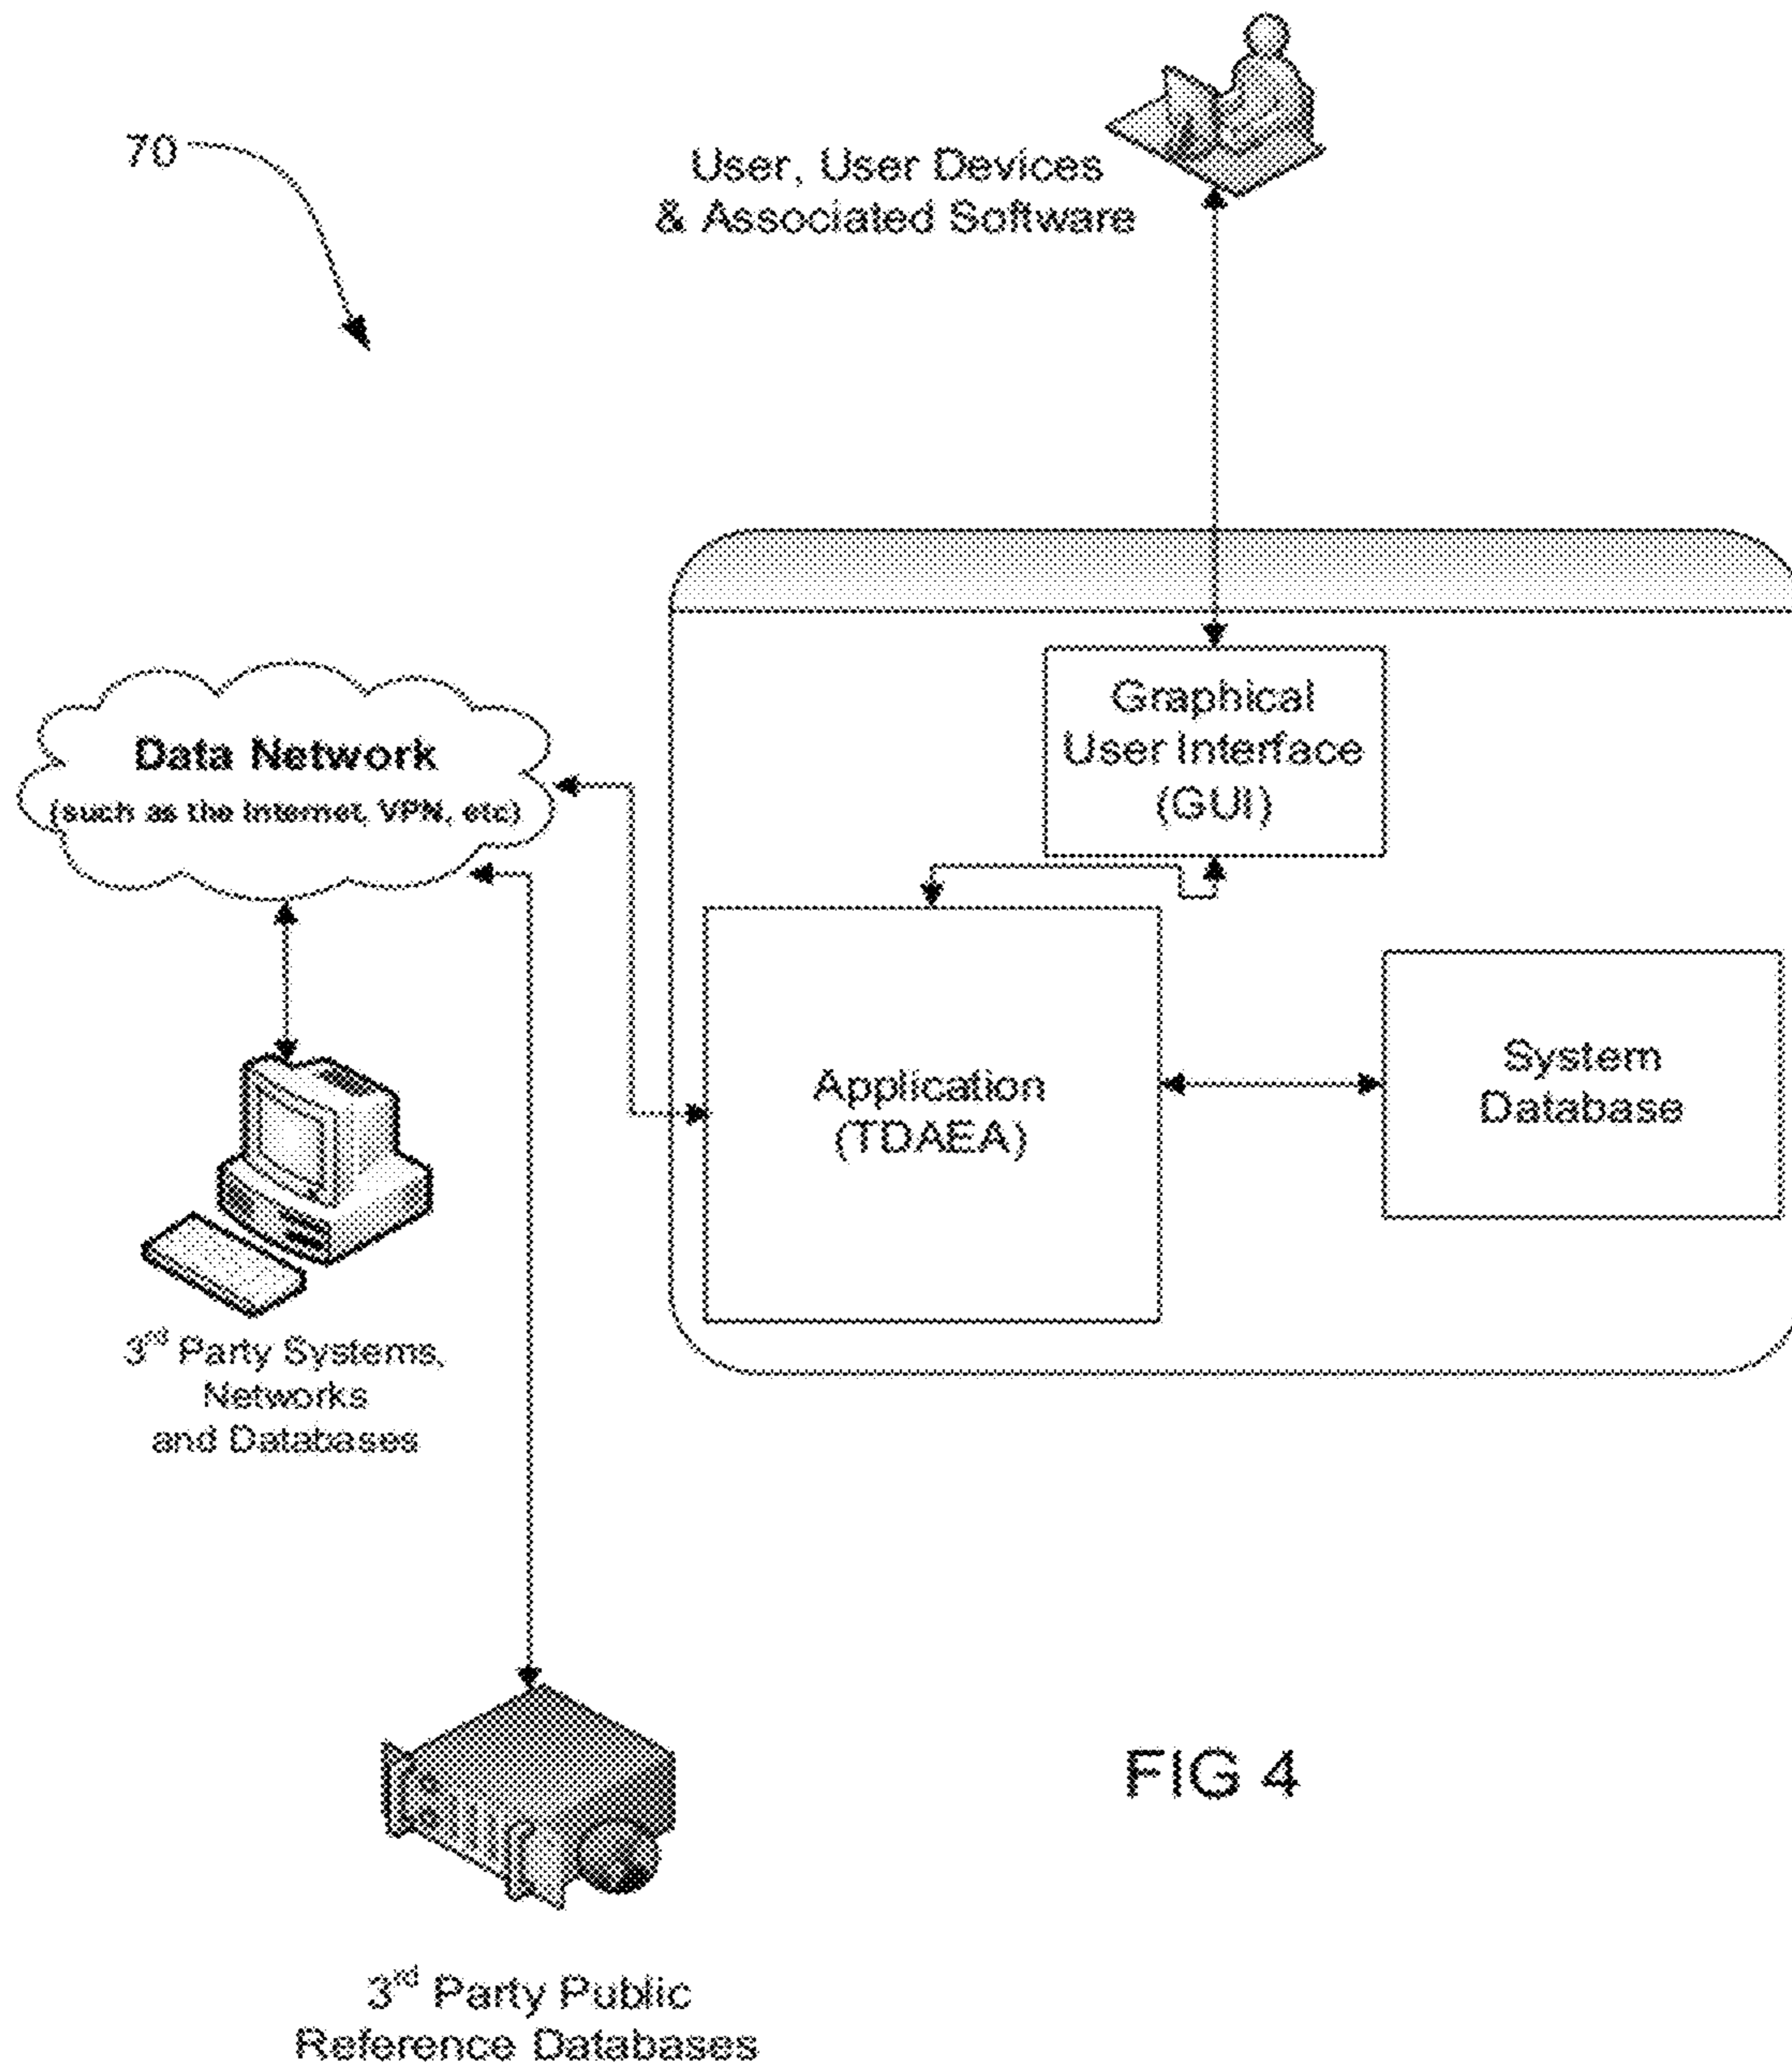 70
User, User Devices
& Associated Software
Graphical
User Interface
(GUI)
Data Network
(such as the Internet, VPN, etc)
Application
(TDAEA)
System
Database
3rd Party Systems,
Networks
and Databases
FIG 4
3rd Party Public
Reference Databases